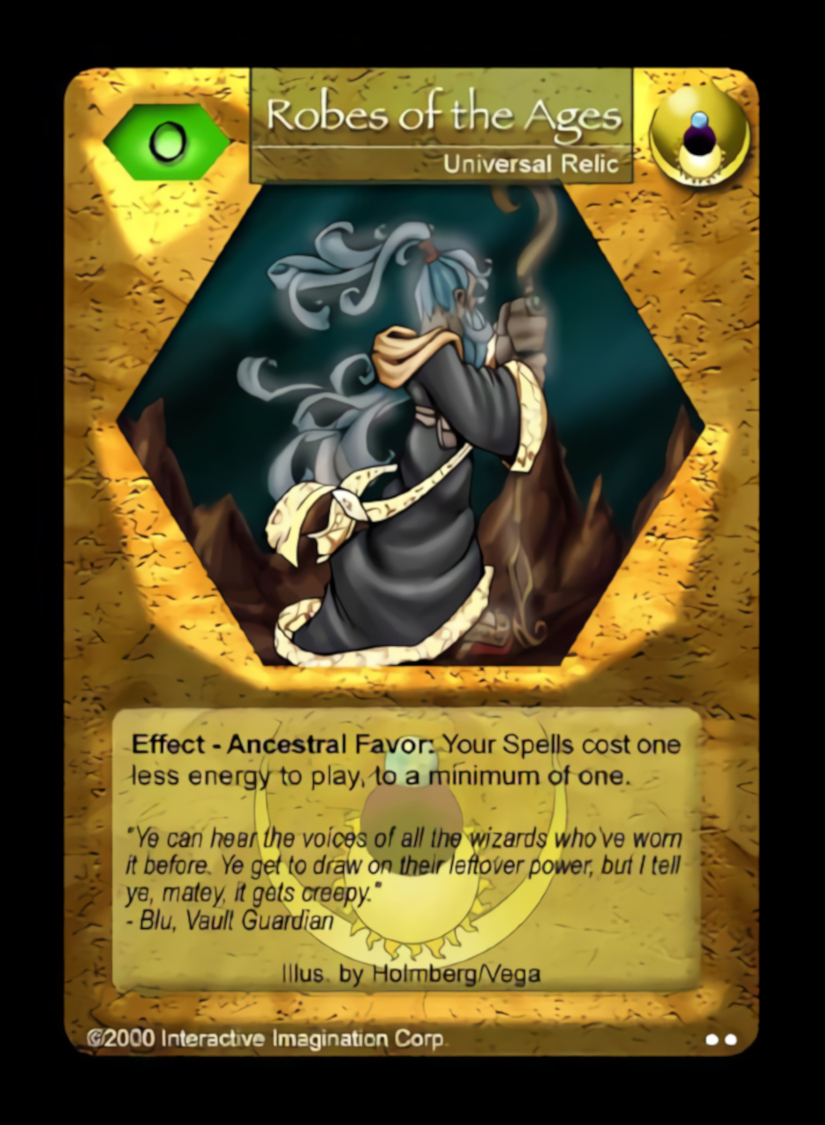 0
Robes of the Ages
Universal Relic
Effect - Ancestral Favor: Your Spells cost one
less energy to play, to a minimum of one.
"Ye can hear the voices of all the wizards who've worn
it before. Ye get to draw on their leftover power, but I tell
ye, matey, it gets creepy."
- Blu, Vault Guardian
Illus. by Holmberg/Vega
©2000 Interactive Imagination Corp.